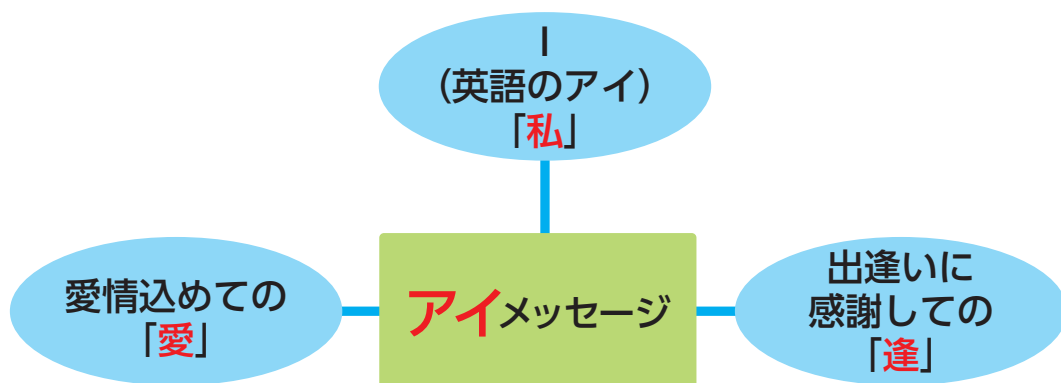 I
(英語のアイ)
「私」
愛情込めての
「愛」
アイメッセージ
出逢いに
感謝しての
「逢」